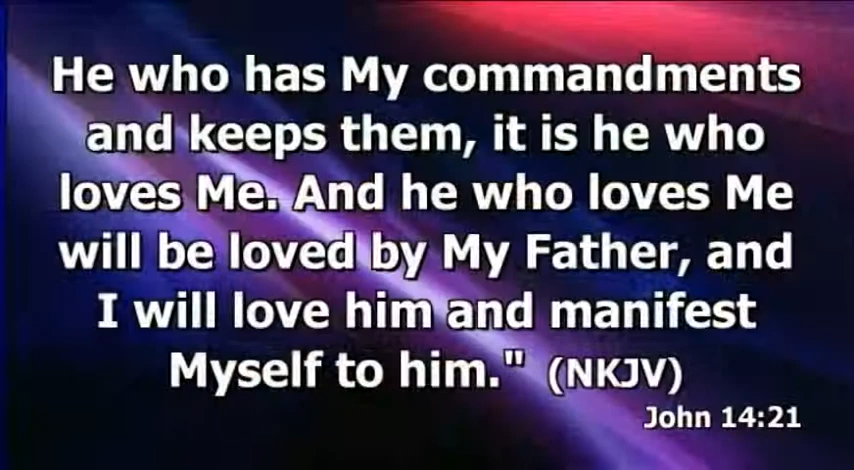 He who has My commandments
and keeps them, it is he who
loves Me. And he who loves Me
will be loved by My Father, and
I will love him and manifest
Myself to him." (NKJV)
John 14:21